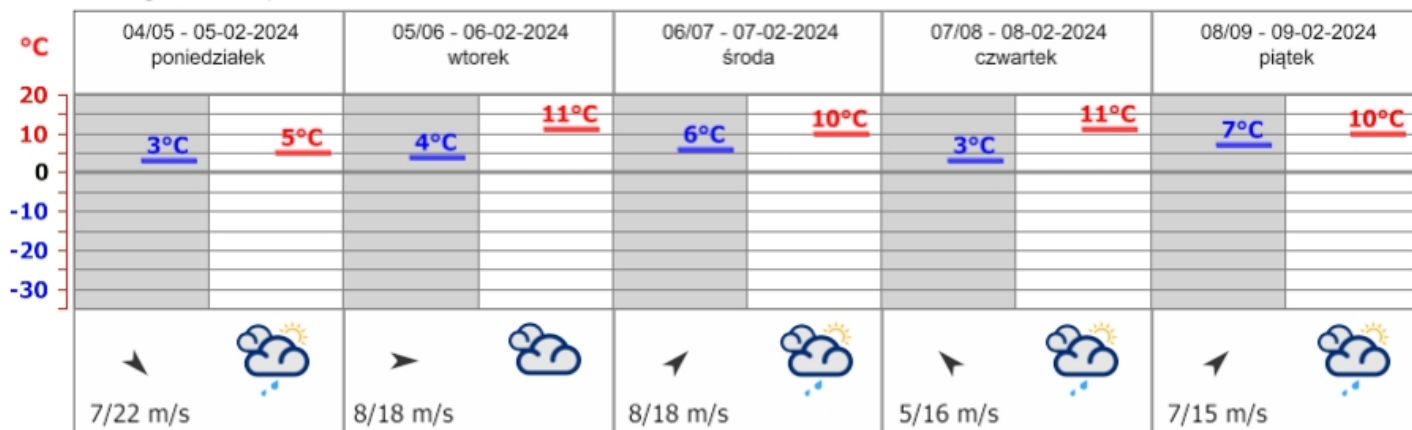 °C
04/05 - 05-02-2024
poniedziałek
05/06 - 06-02-2024
wtorek
06/07 - 07-02-2024
środa
07/08 - 08-02-2024
czwartek
08/09 - 09-02-2024
piątek
20
10
0
-10
-20
-30
3°C
5°C
4°C
11°C
6°C
10°C
3°C
11°C
7°C
10°C
7/22 m/s
8/18 m/s
8/18 m/s
5/16 m/s
7/15 m/s